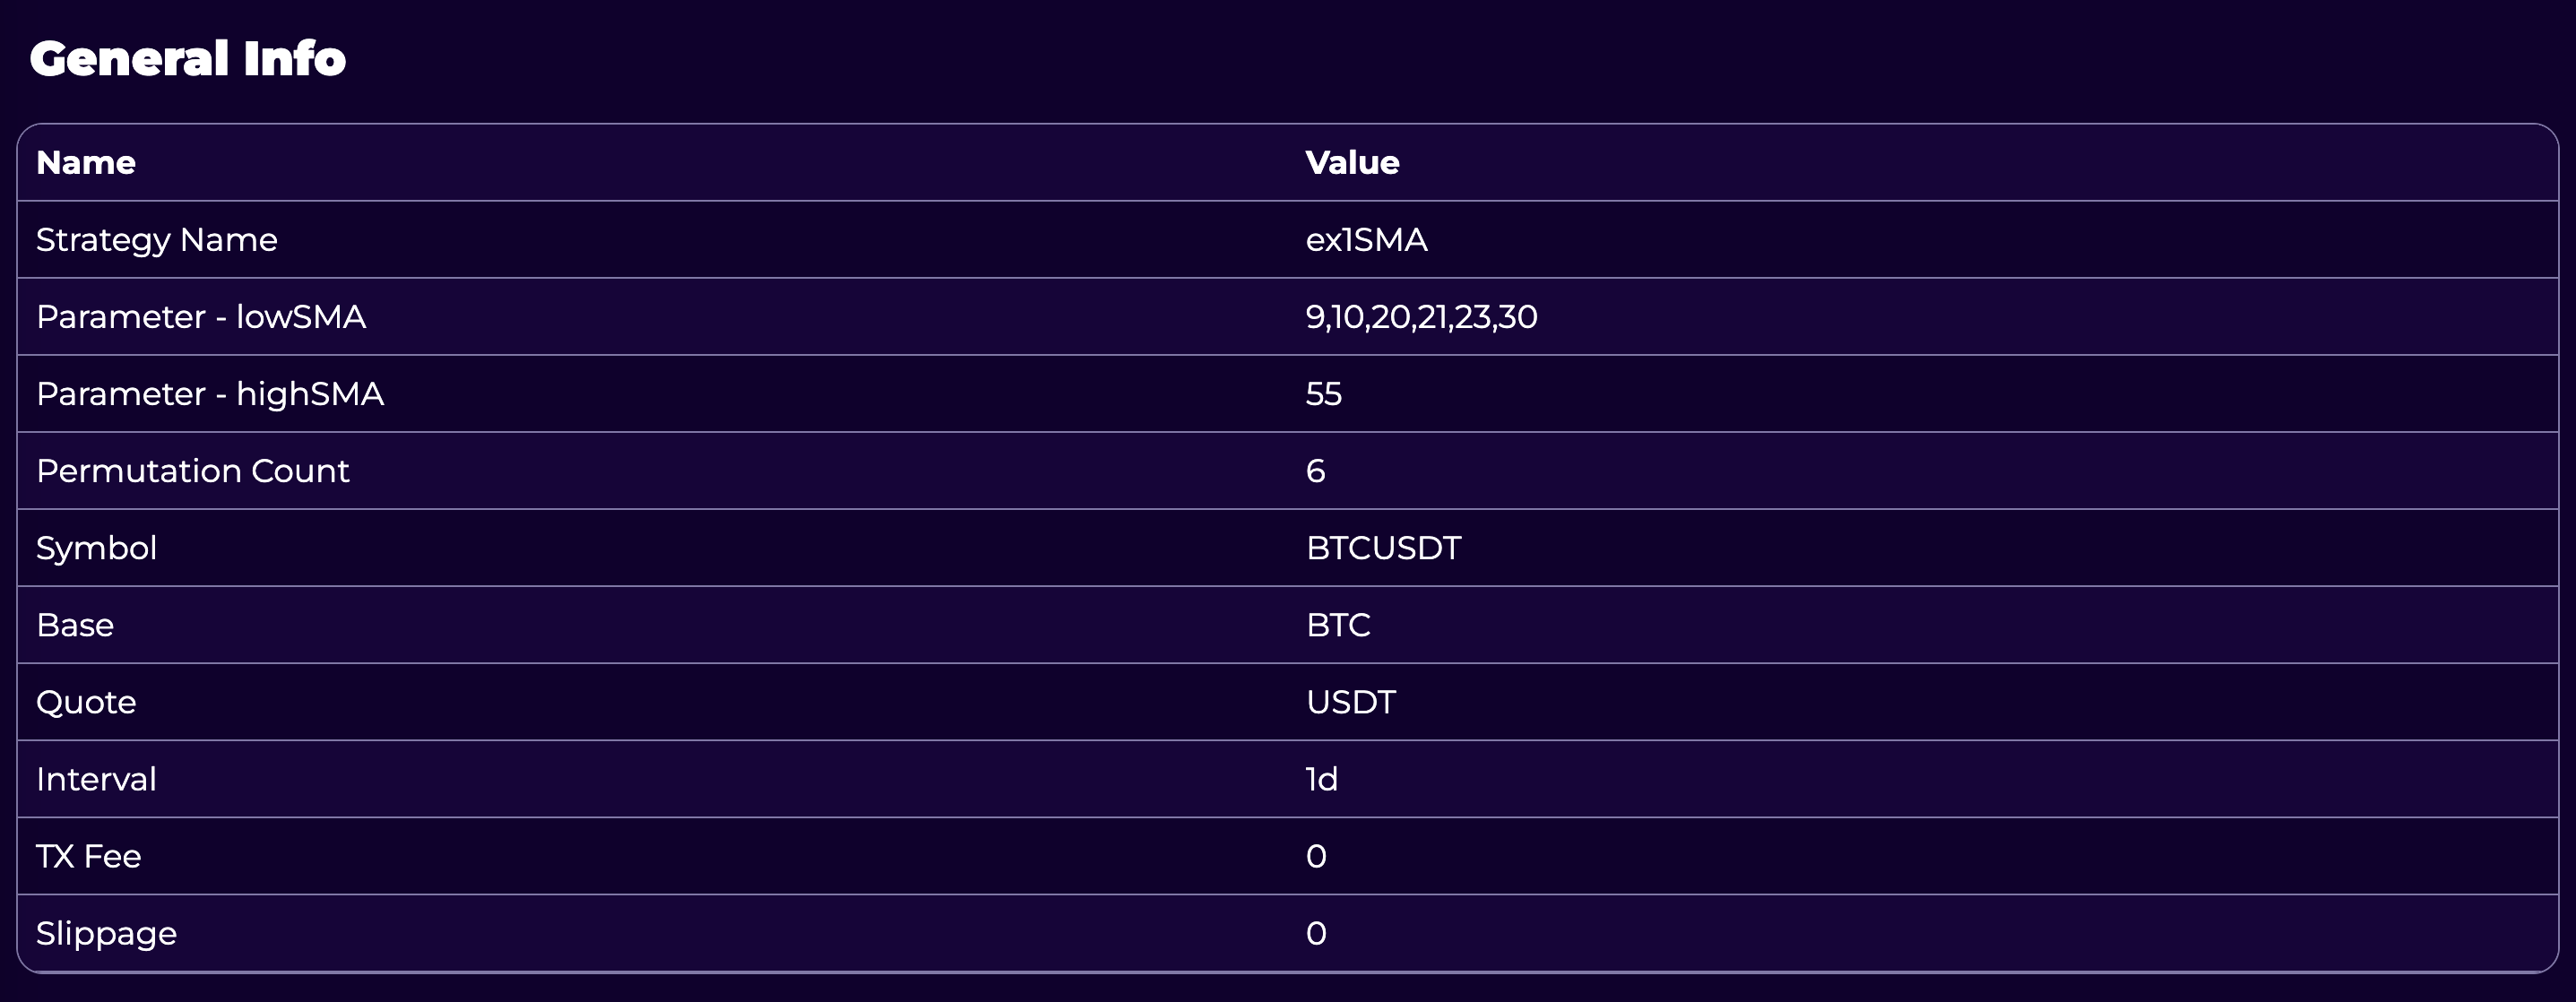 General Info
Name Value
Strategy Name ex1SMA
Parameter - lowSMA 9,10,20,21,23,30
Parameter - highSMA 55
Permutation Count 6
Symbol BTCUSDT
Base BTC
Quote USDT
Interval 1d
TX Fee 0
Slippage 0